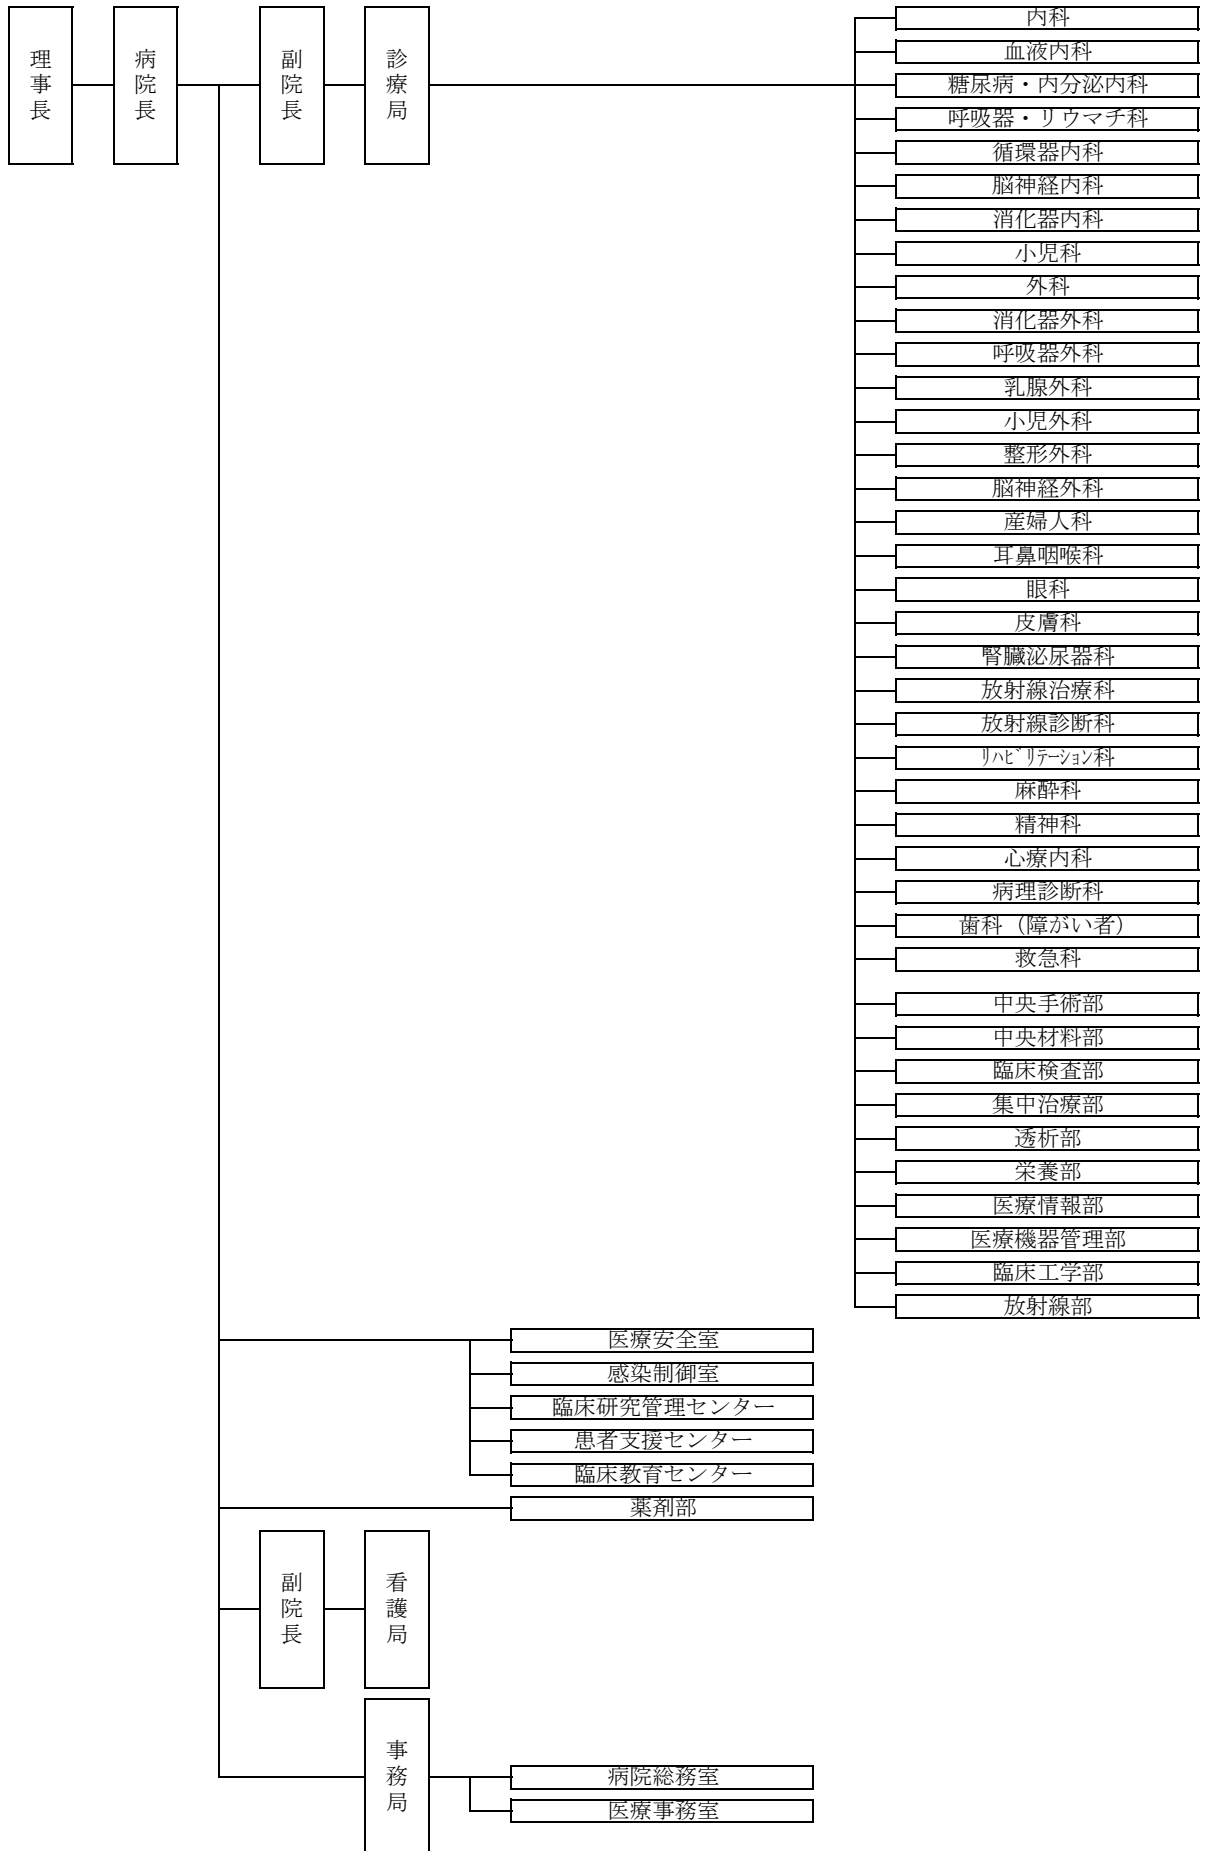 理事長
病院長
副院長
診療局
内科
血液内科
糖尿病・内分泌内科
呼吸器・リウマチ科
循環器内科
脳神経内科
消化器内科
小児科
外科
消化器外科
呼吸器外科
乳腺外科
小児外科
整形外科
脳神経外科
産婦人科
耳鼻咽喉科
眼科
皮膚科
腎臓泌尿器科
放射線治療科
放射線診断科
ﾘﾊﾋﾞﾘﾃｰｼｮﾝ科
麻酔科
精神科
心療内科
病理診断科
歯科（障がい者）
救急科
中央手術部
中央材料部
臨床検査部
集中治療部
透析部
栄養部
医療情報部
医療機器管理部
臨床工学部
放射線部
医療安全室
感染制御室
臨床研究管理センター
患者支援センター
臨床教育センター
薬剤部
副院長
看護局
事務局
病院総務室
医療事務室